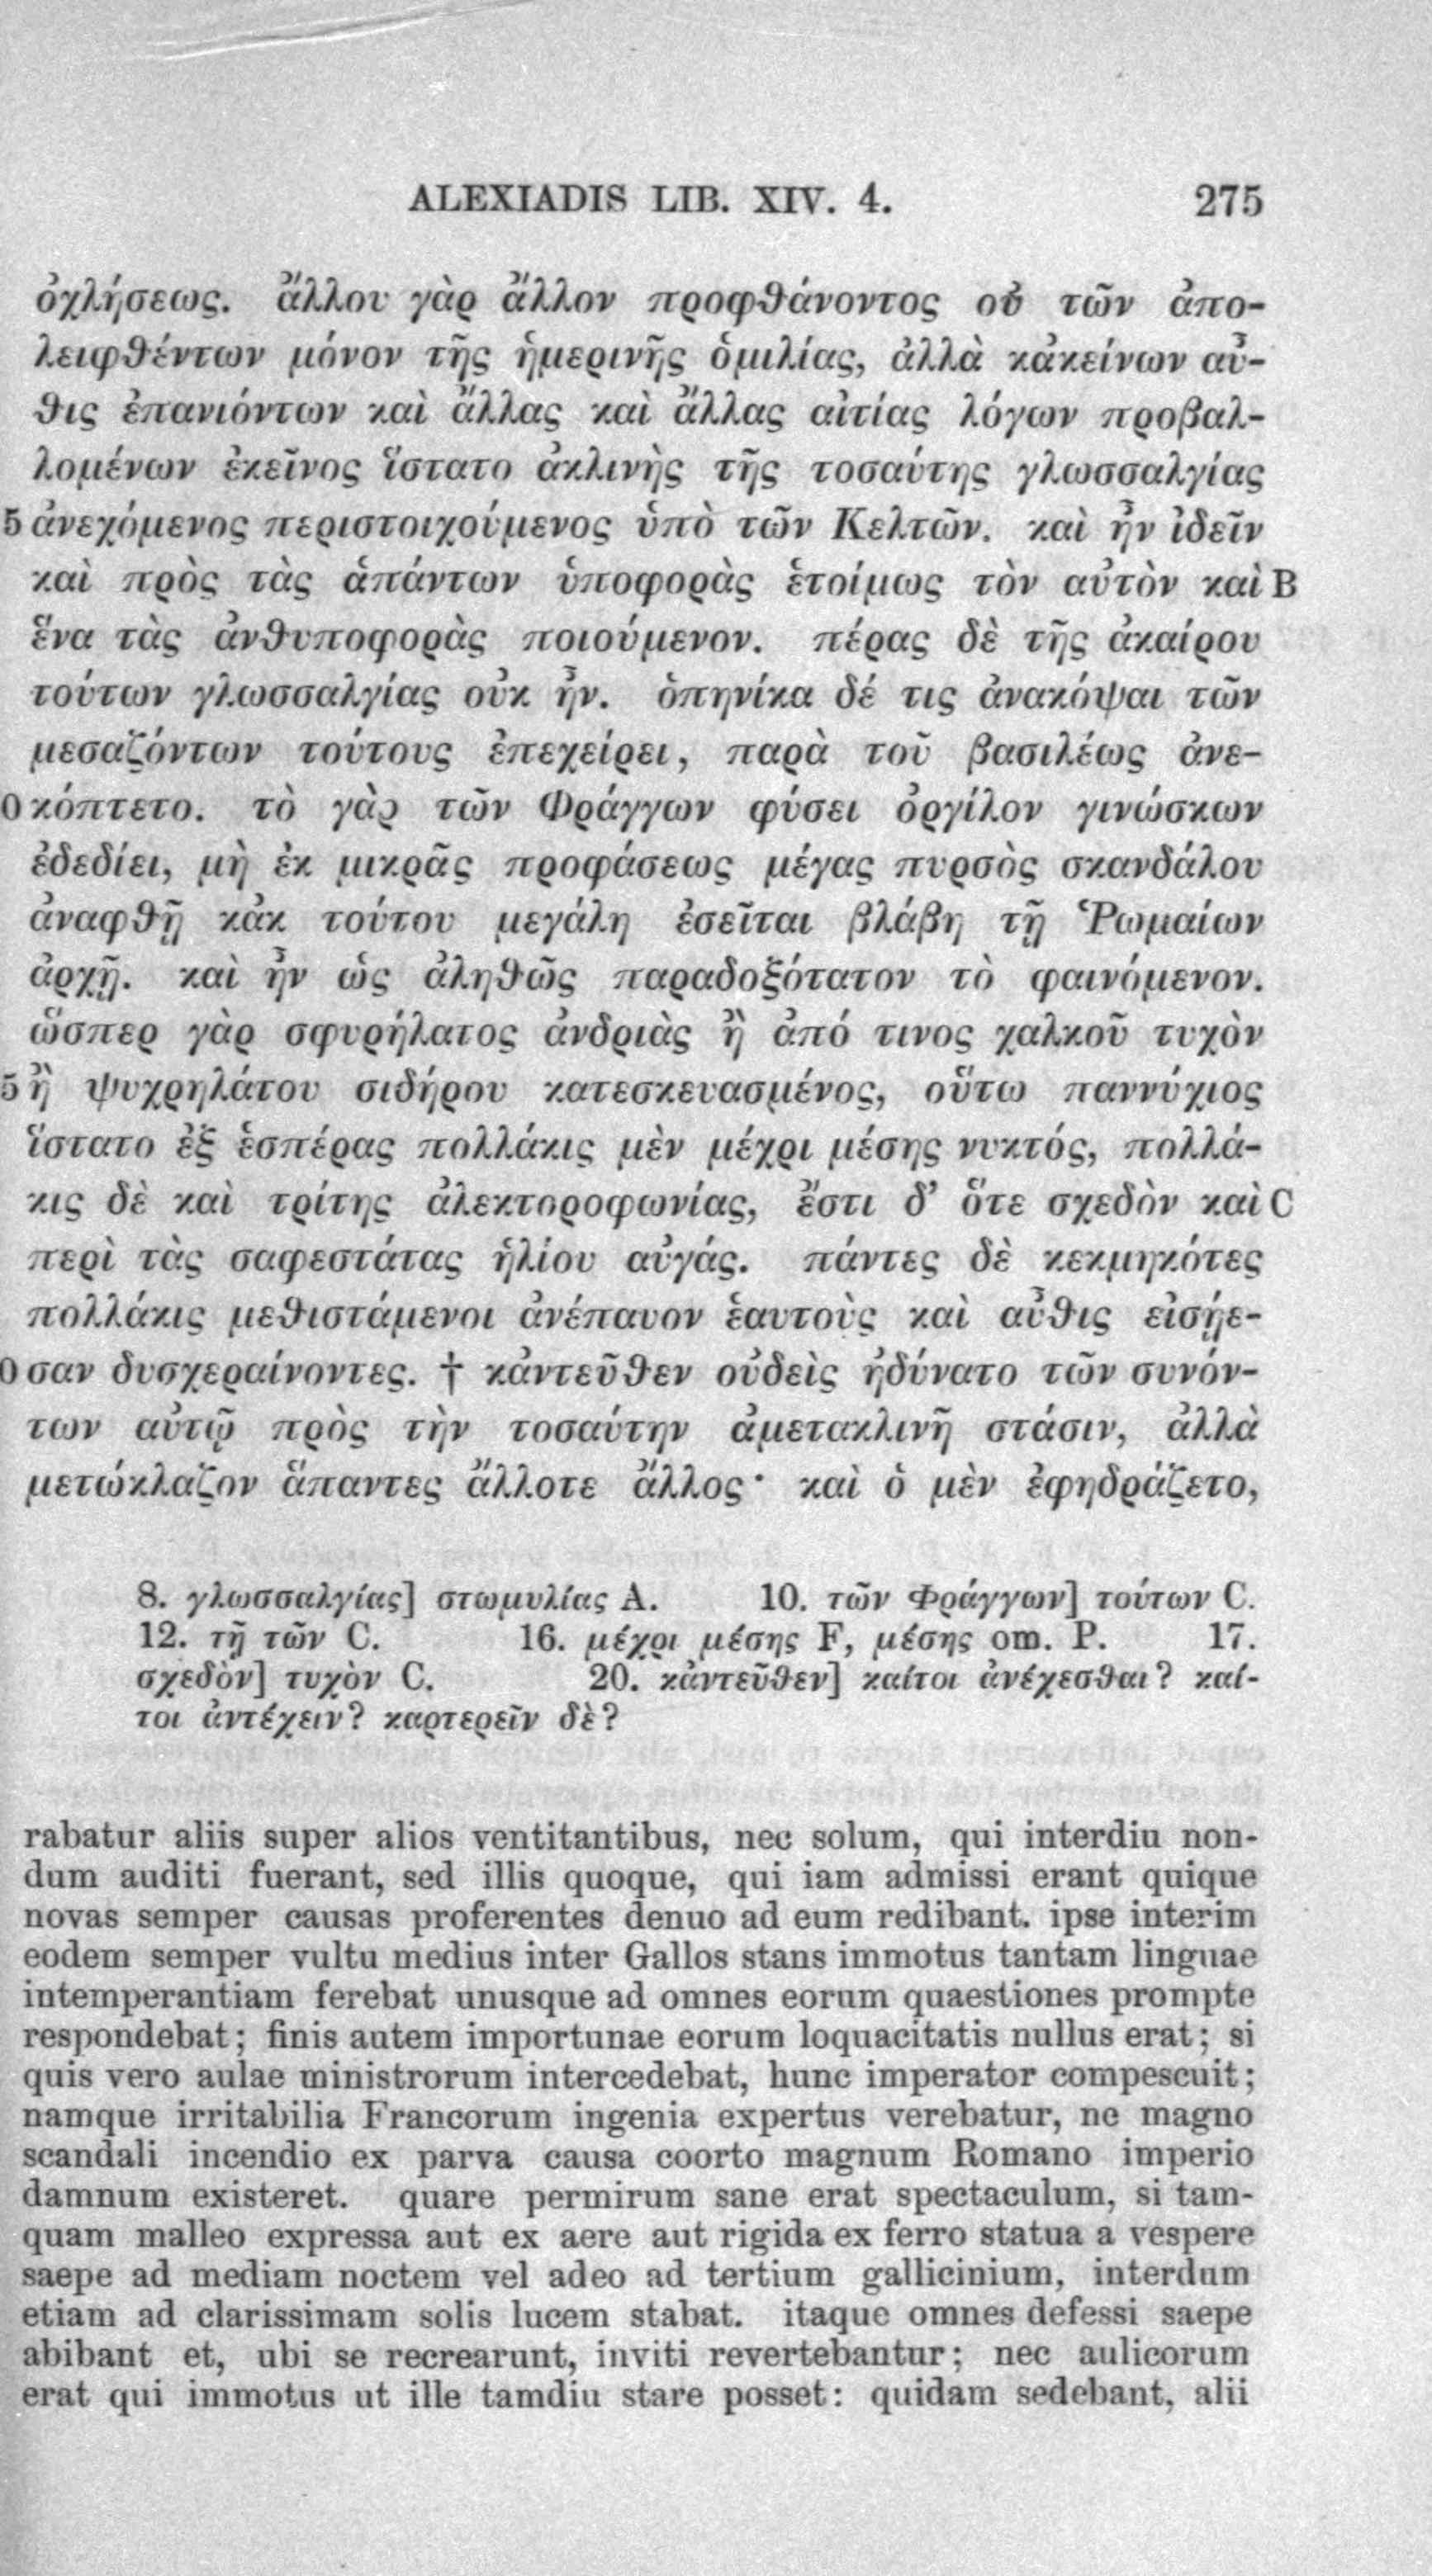 ALEXIADIS LIB. XIV. 4. 275
ὀχλήσεως. ἄλλου γὰρ ἄλλον προφθάνοντος οὐ τῶν ἀπο-
λειφθέντων μόνον τῆς ἡμερινῆς ὁμιλίας, ἀλλὰ κἀκείνων αὖ-
θις ἐπανιόντων καὶ ἄλλας καὶ ἄλλας αἰτίας λόγων προβαλ-
λομένων ἐκεῖνος ἵστατο ἀκλινὴς τῆς τοσαύτης γλωσσαλγίας
5 ἀνεχόμενος περιστοιχούμενος ὑπὸ τῶν Κελτῶν. καὶ ἦν ἰδεῖν
καὶ πρὸς τὰς ἁπάντων ὑποφορὰς ἑτοίμως τὸν αὐτὸν καὶ B
ἕνα τὰς ἀνθυποφορὰς ποιούμενον. πέρας δὲ τῆς ἀκαίρου
τούτων γλωσσαλγίας οὐκ ἦν. ὁπηνίκα δέ τις ἀνακόψαι τῶν
μεσαζόντων τούτους ἐπεχείρει, παρὰ τοῦ βασιλέως ἀνε-
0 κόπτετο. τὸ γὰρ τῶν Φράγγων φύσει ὀργίλον γινώσκων
ἐδεδίει, μὴ ἐκ μικρᾶς προφάσεως μέγας πυρσὸς σκανδάλου
ἀναφθῇ κἀκ τούτου μεγάλη ἐσεῖται βλάβη τῇ Ῥωμαίων
ἀρχῇ. καὶ ἦν ὡς ἀληθῶς παραδοξότατον τὸ φαινόμενον.
ὥσπερ γὰρ σφυρήλατος ἀνδριὰς ἢ ἀπό τινος χαλκοῦ τυχὸν
5 ἢ ψυχρηλάτου σιδήρου κατεσκευασμένος, οὕτω παννύχιος
ἵστατο ἐξ ἑσπέρας πολλάκις μὲν μέχρι μέσης νυκτός, πολλά-
κις δὲ καὶ τρίτης ἀλεκτοροφωνίας, ἔστι δ’ ὅτε σχεδὸν καὶ C
περὶ τὰς σαφεστάτας ἡλίου αὐγάς. πάντες δὲ κεκμηκότες
πολλάκις μεθιστάμενοι ἀνέπαυον ἑαυτοὺς καὶ αὖθις εἰσῄε-
0 σαν δυσχεραίνοντες. † κἀντεῦθεν οὐδεὶς ἠδύνατο τῶν συνόν-
των αὐτῷ πρὸς τὴν τοσαύτην ἀμετακλινῆ στάσιν, ἀλλὰ
μετώκλαζον ἅπαντες ἄλλοτε ἄλλος· καὶ ὁ μὲν ἐφηδράζετο,
8. γλωσσαλγίας] στωμυλίας A. 10. τῶν Φράγγων] τούτων C.
12. τῇ τῶν C. 16. μέχρι μέσης F, μέσης om. P. 17.
σχεδὸν] τυχὸν C. 20. κἀντεῦθεν] καίτοι ἀνέχεσθαι? καί-
τοι ἀντέχειν? καρτερεῖν δὲ?
rabatur aliis super alios ventitantibus, nec solum, qui interdiu non-
dum auditi fuerant, sed illis quoque, qui iam admissi erant quique
novas semper causas proferentes denuo ad eum redibant. ipse interim
eodem semper vultu medius inter Gallos stans immotus tantam linguae
intemperantiam ferebat unusque ad omnes eorum quaestiones prompte
respondebat; finis autem importunae eorum loquacitatis nullus erat; si
quis vero aulae ministrorum intercedebat, hunc imperator compescuit;
namque irritabilia Francorum ingenia expertus verebatur, ne magno
scandali incendio ex parva causa coorto magnum Romano imperio
damnum existeret. quare permirum sane erat spectaculum, si tam-
quam malleo expressa aut ex aere aut rigida ex ferro statua a vespere
saepe ad mediam noctem vel adeo ad tertium gallicinium, interdum
etiam ad clarissimam solis lucem stabat. itaque omnes defessi saepe
abibant et, ubi se recrearunt, inviti revertebantur; nec aulicorum
erat qui immotus ut ille tamdiu stare posset: quidam sedebant, alii